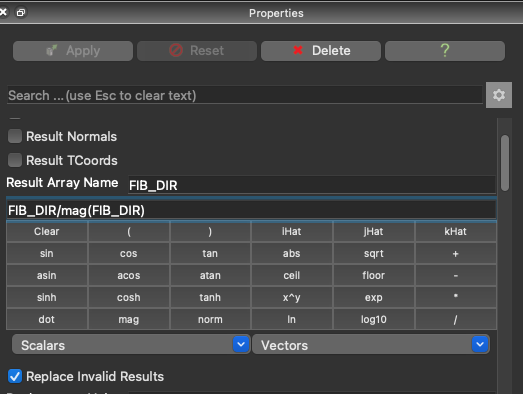 Properties
Apply Reset Delete ?
Search ...(use Esc to clear text)
Result Normals
Result TCoords
Result Array Name FIB_DIR
FIB_DIR/mag(FIB_DIR)
Clear ( ) iHat jHat kHat
sin cos tan abs sqrt +
asin acos atan ceil floor -
sinh cosh tanh x^y exp *
dot mag norm ln log10 /
Scalars Vectors
Replace Invalid Results